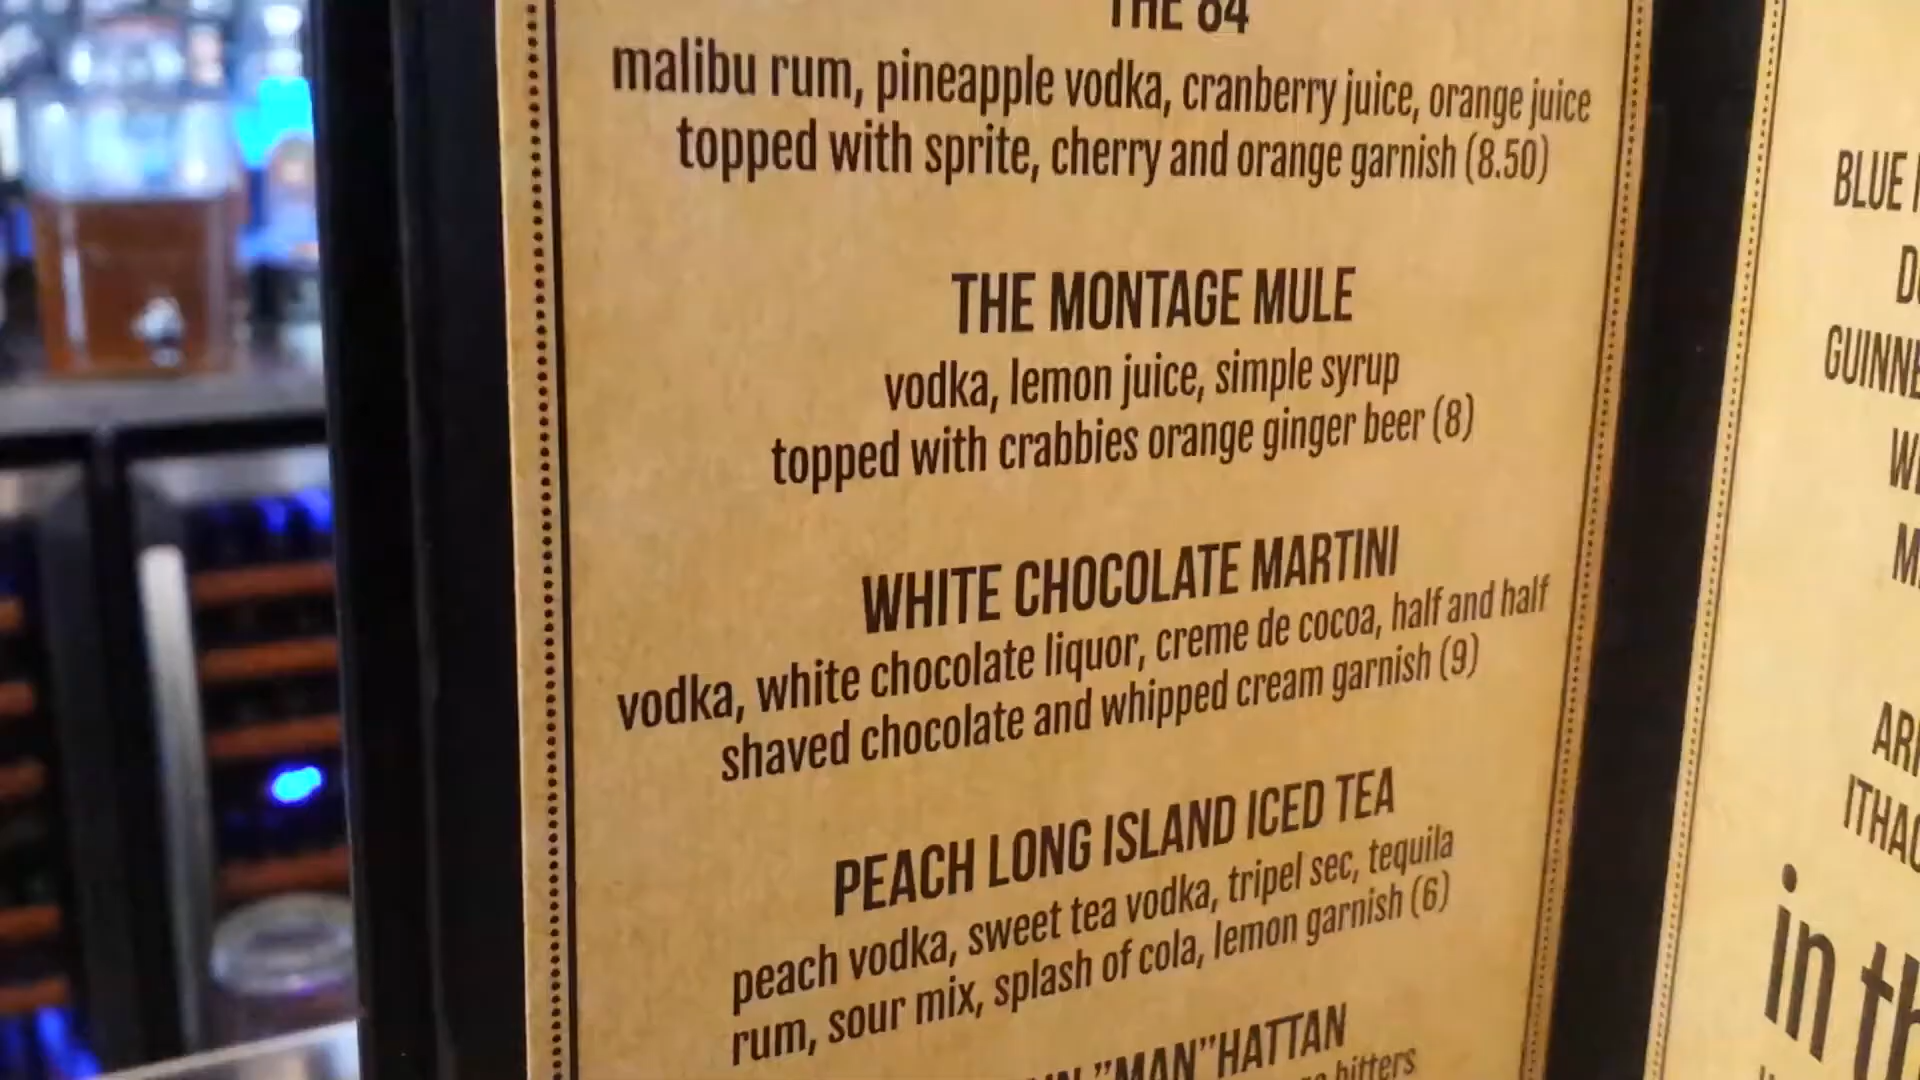 THE 64
malibu rum, pineapple vodka, cranberry juice, orange juice
topped with sprite, cherry and orange garnish (8.50)
THE MONTAGE MULE
vodka, lemon juice, simple syrup
topped with crabbies orange ginger beer (8)
WHITE CHOCOLATE MARTINI
vodka, white chocolate liquor, creme de cocoa, half and half
shaved chocolate and whipped cream garnish (9)
PEACH LONG ISLAND ICED TEA
peach vodka, sweet tea vodka, tripel sec, tequila
rum, sour mix, splash of cola, lemon garnish (6)
"MAN"HATTAN
bitters
BLUE
in